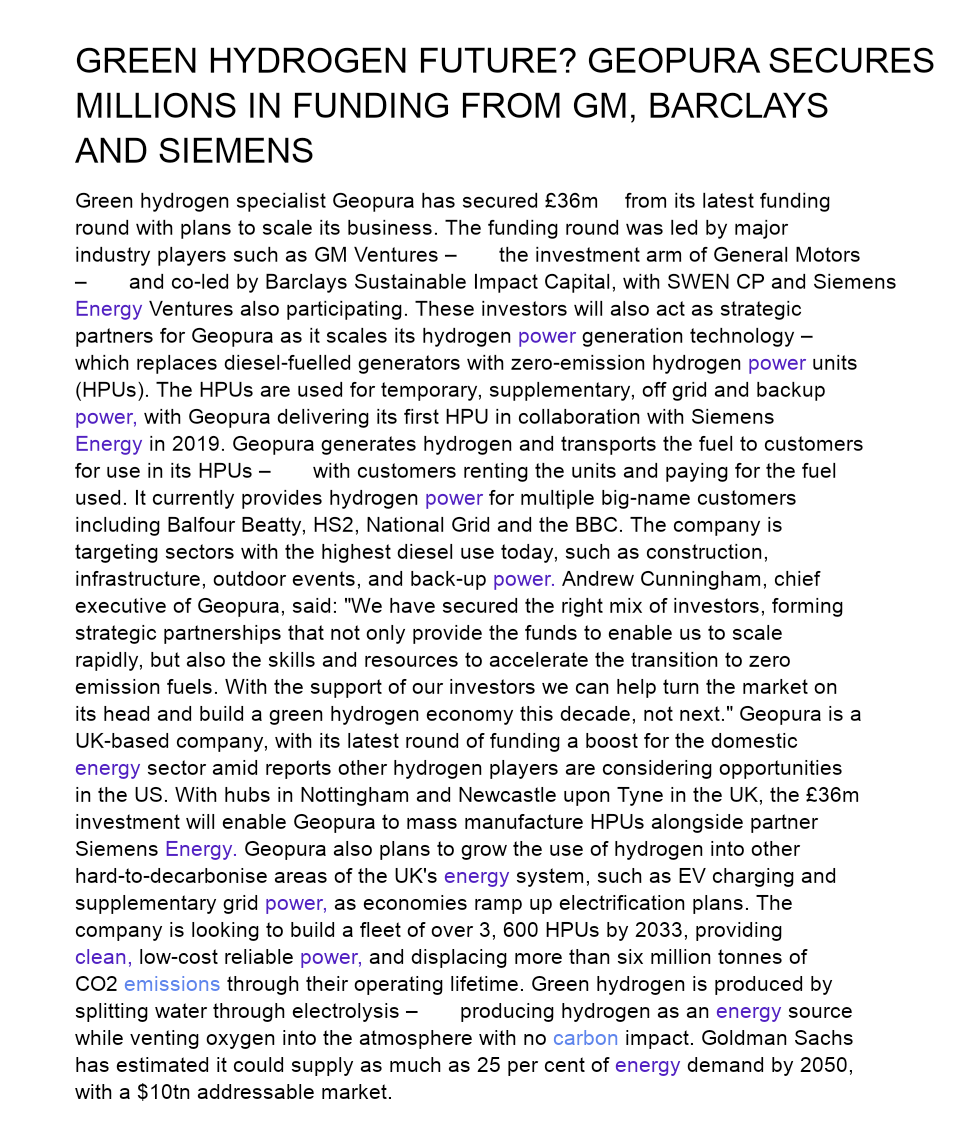 GREEN HYDROGEN FUTURE? GEOPURA SECURES
MILLIONS IN FUNDING FROM GM, BARCLAYS
AND SIEMENS
Green hydrogen specialist Geopura has secured £36m from its latest funding
round with plans to scale its business. The funding round was led by major
industry players such as GM Ventures – the investment arm of General Motors
– and co-led by Barclays Sustainable Impact Capital, with SWEN CP and Siemens
Energy Ventures also participating. These investors will also act as strategic
partners for Geopura as it scales its hydrogen power generation technology –
which replaces diesel-fuelled generators with zero-emission hydrogen power units
(HPUs). The HPUs are used for temporary, supplementary, off grid and backup
power, with Geopura delivering its first HPU in collaboration with Siemens
Energy in 2019. Geopura generates hydrogen and transports the fuel to customers
for use in its HPUs – with customers renting the units and paying for the fuel
used. It currently provides hydrogen power for multiple big-name customers
including Balfour Beatty, HS2, National Grid and the BBC. The company is
targeting sectors with the highest diesel use today, such as construction,
infrastructure, outdoor events, and back-up power. Andrew Cunningham, chief
executive of Geopura, said: "We have secured the right mix of investors, forming
strategic partnerships that not only provide the funds to enable us to scale
rapidly, but also the skills and resources to accelerate the transition to zero
emission fuels. With the support of our investors we can help turn the market on
its head and build a green hydrogen economy this decade, not next." Geopura is a
UK-based company, with its latest round of funding a boost for the domestic
energy sector amid reports other hydrogen players are considering opportunities
in the US. With hubs in Nottingham and Newcastle upon Tyne in the UK, the £36m
investment will enable Geopura to mass manufacture HPUs alongside partner
Siemens Energy. Geopura also plans to grow the use of hydrogen into other
hard-to-decarbonise areas of the UK's energy system, such as EV charging and
supplementary grid power, as economies ramp up electrification plans. The
company is looking to build a fleet of over 3, 600 HPUs by 2033, providing
clean, low-cost reliable power, and displacing more than six million tonnes of
CO2 emissions through their operating lifetime. Green hydrogen is produced by
splitting water through electrolysis – producing hydrogen as an energy source
while venting oxygen into the atmosphere with no carbon impact. Goldman Sachs
has estimated it could supply as much as 25 per cent of energy demand by 2050,
with a $10tn addressable market.